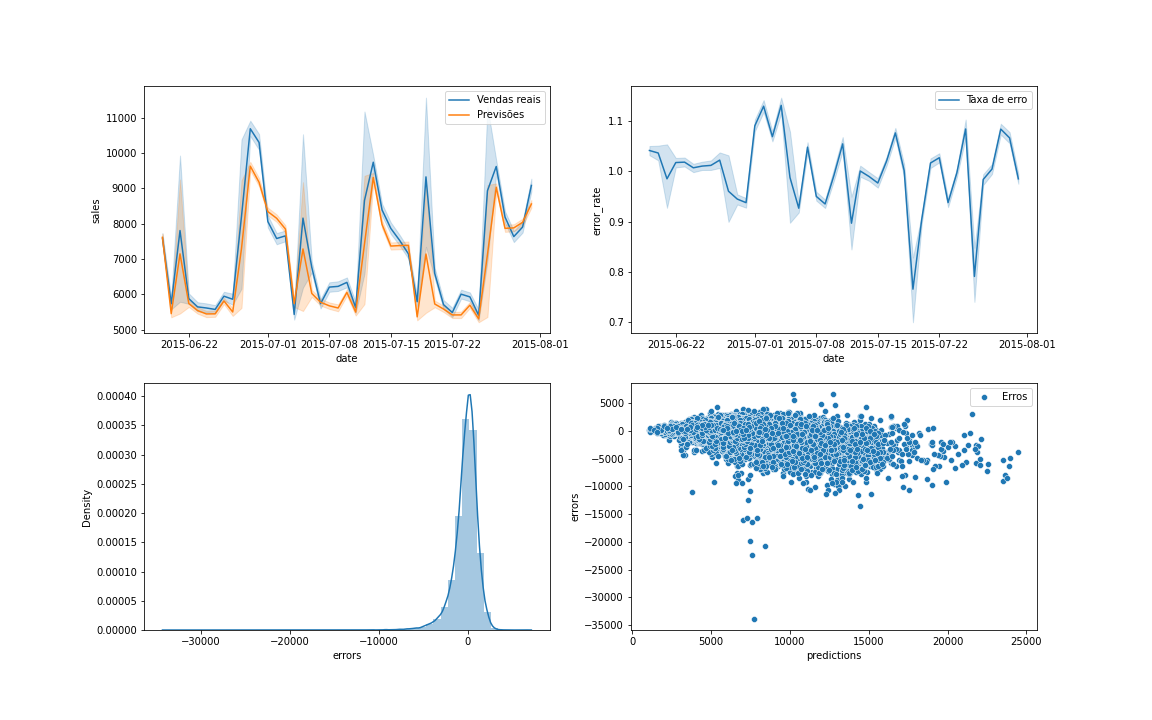 Vendas reais
Previsões
11000
10000
9000
8000
7000
6000
5000
sales
2015-06-22 2015-07-01 2015-07-08 2015-07-15 2015-07-22 2015-08-01
date
Taxa de erro
1.1
1.0
0.9
0.8
0.7
error_rate
2015-06-22 2015-07-01 2015-07-08 2015-07-15 2015-07-22 2015-08-01
date
0.00040
0.00035
0.00030
0.00025
0.00020
0.00015
0.00010
0.00005
0.00000
Density
−30000 −20000 −10000 0
errors
Erros
5000
0
−5000
−10000
−15000
−20000
−25000
−30000
−35000
errors
0 5000 10000 15000 20000 25000
predictions